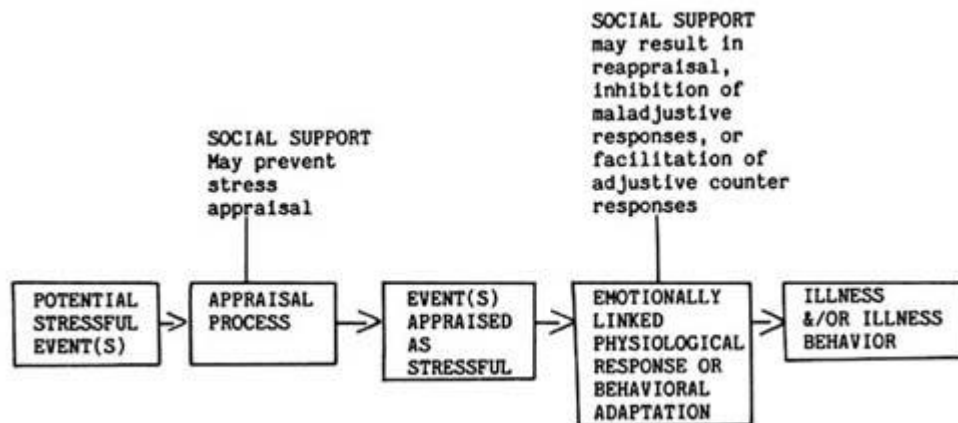 SOCIAL SUPPORT
may result in
reappraisal,
inhibition of
maladjustive
responses, or
facilitation of
adjustive counter
responses
SOCIAL SUPPORT
May prevent
stress
appraisal
POTENTIAL
STRESSFUL
EVENT(S)
APPRAISAL
PROCESS
EVENT(S)
APPRAISED
AS
STRESSFUL
EMOTIONALLY
LINKED
PHYSIOLOGICAL
RESPONSE OR
BEHAVIORAL
ADAPTATION
ILLNESS
&/OR ILLNESS
BEHAVIOR